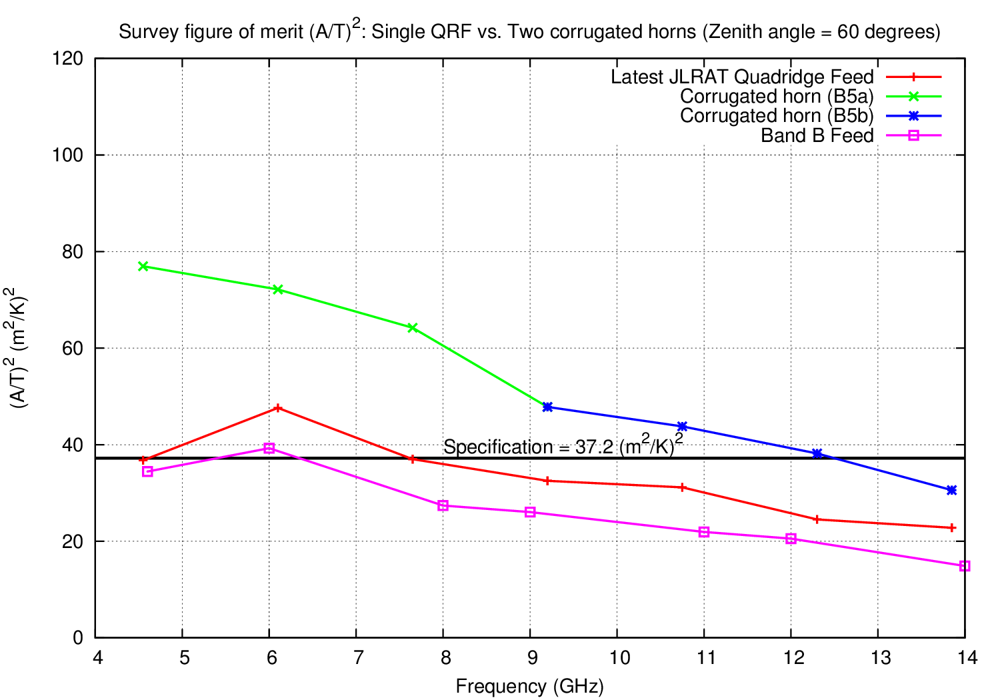 Survey figure of merit (A/T)²: Single QRF vs. Two corrugated horns (Zenith angle = 60 degrees)
120
100
80
60
40
20
0
(A/T)² (m²/K)²
Latest JLRAT Quadridge Feed
Corrugated horn (B5a)
Corrugated horn (B5b)
Band B Feed
Specification = 37.2 (m²/K)²
4 5 6 7 8 9 10 11 12 13 14
Frequency (GHz)